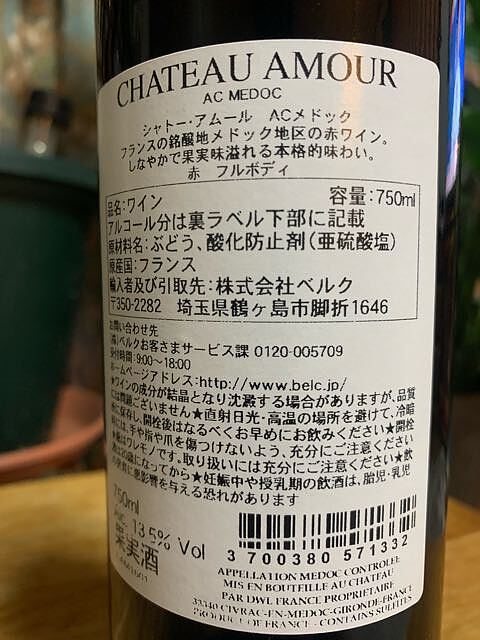 CHATEAU AMOUR
AC MEDOC
シャトー・アムール ACメドック
フランスの銘醸地メドック地区の赤ワイン。
しなやかで果実味溢れる本格的味わい。
赤 フルボディ
品名:ワイン 容量:750ml
アルコール分は裏ラベル下部に記載
原材料名:ぶどう、酸化防止剤(亜硫酸塩)
原産国:フランス
輸入者及び引取先:株式会社ベルク
〒350-2282 埼玉県鶴ヶ島市脚折1646
お問い合わせ先
(株)ベルクお客さまサービス課 0120-005709
受付時間:9:00～18:00
ホームページアドレス:http://www.belc.jp/
★ワインの成分が結晶となり沈澱する場合がありますが、品質
には問題ございません★直射日光・高温の場所を避けて、冷暗
所に保存し、開栓後はなるべくお早めにお飲みください★開栓
時には、手や指や爪を傷つけないよう、充分にご注意ください
★瓶はワレモノです。取り扱いには充分にご注意ください★飲
酒は20歳になってから★妊娠中や授乳期の飲酒は、胎児・乳児
の発育に悪影響を与える恐れがあります
750ml
Alc. 13.5% Vol
果実酒
3 700380 571332
APPELLATION MEDOC CONTROLEE
MIS EN BOUTEILLE AU CHATEAU
PAR DWL FRANCE PROPRIETAIRE
33340 CIVRAC-EN-MEDOC-GIRONDE-FRANCE
PRODUCT OF FRANCE - CONTAINS SULFITES